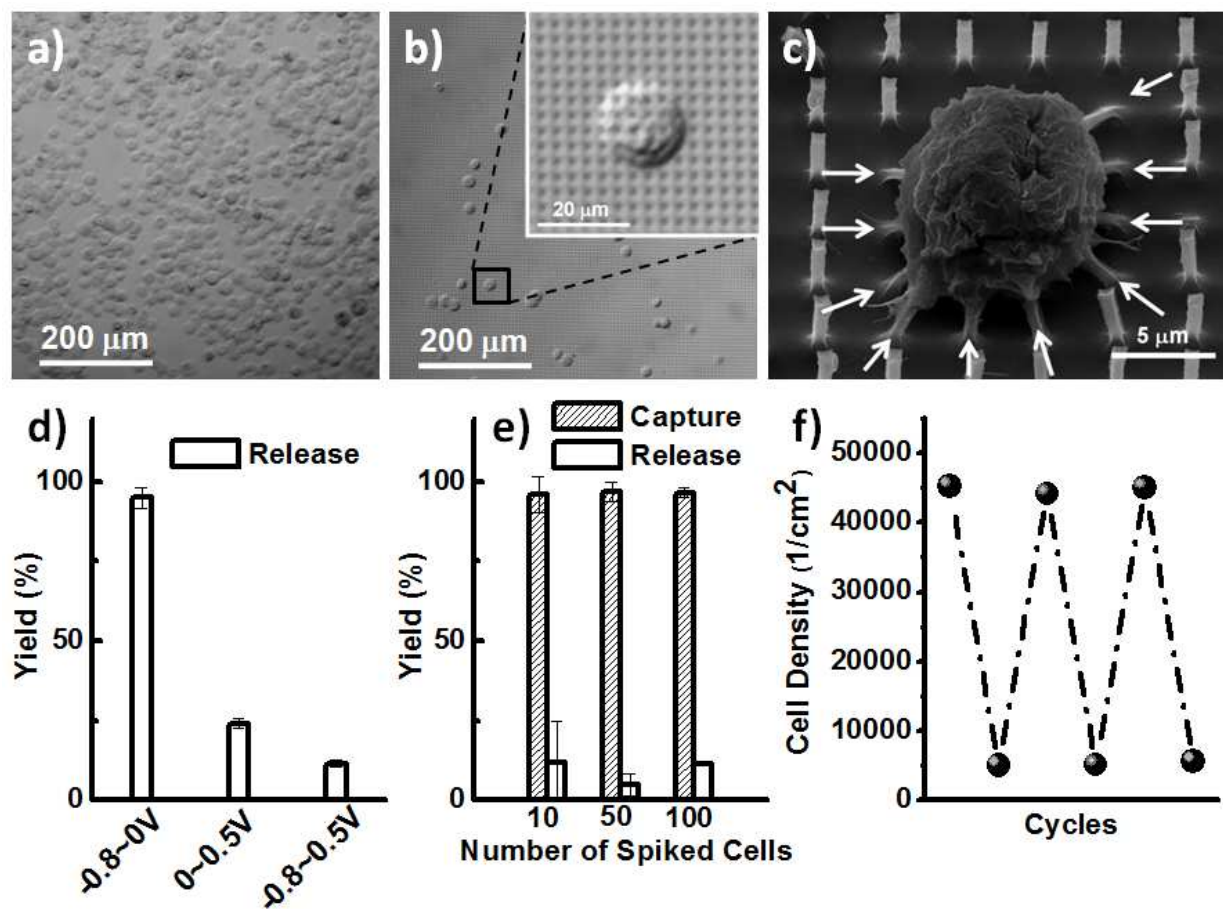 a)
200 μm
b)
20 μm
200 μm
c)
5 μm
d)
Release
Yield (%)
100
50
0
-0.8~0V
0~0.5V
-0.8~0.5V
e)
Capture
Release
Yield (%)
100
50
0
10 50 100
Number of Spiked Cells
f)
Cell Density (1/cm²)
50000
40000
30000
20000
10000
0
Cycles